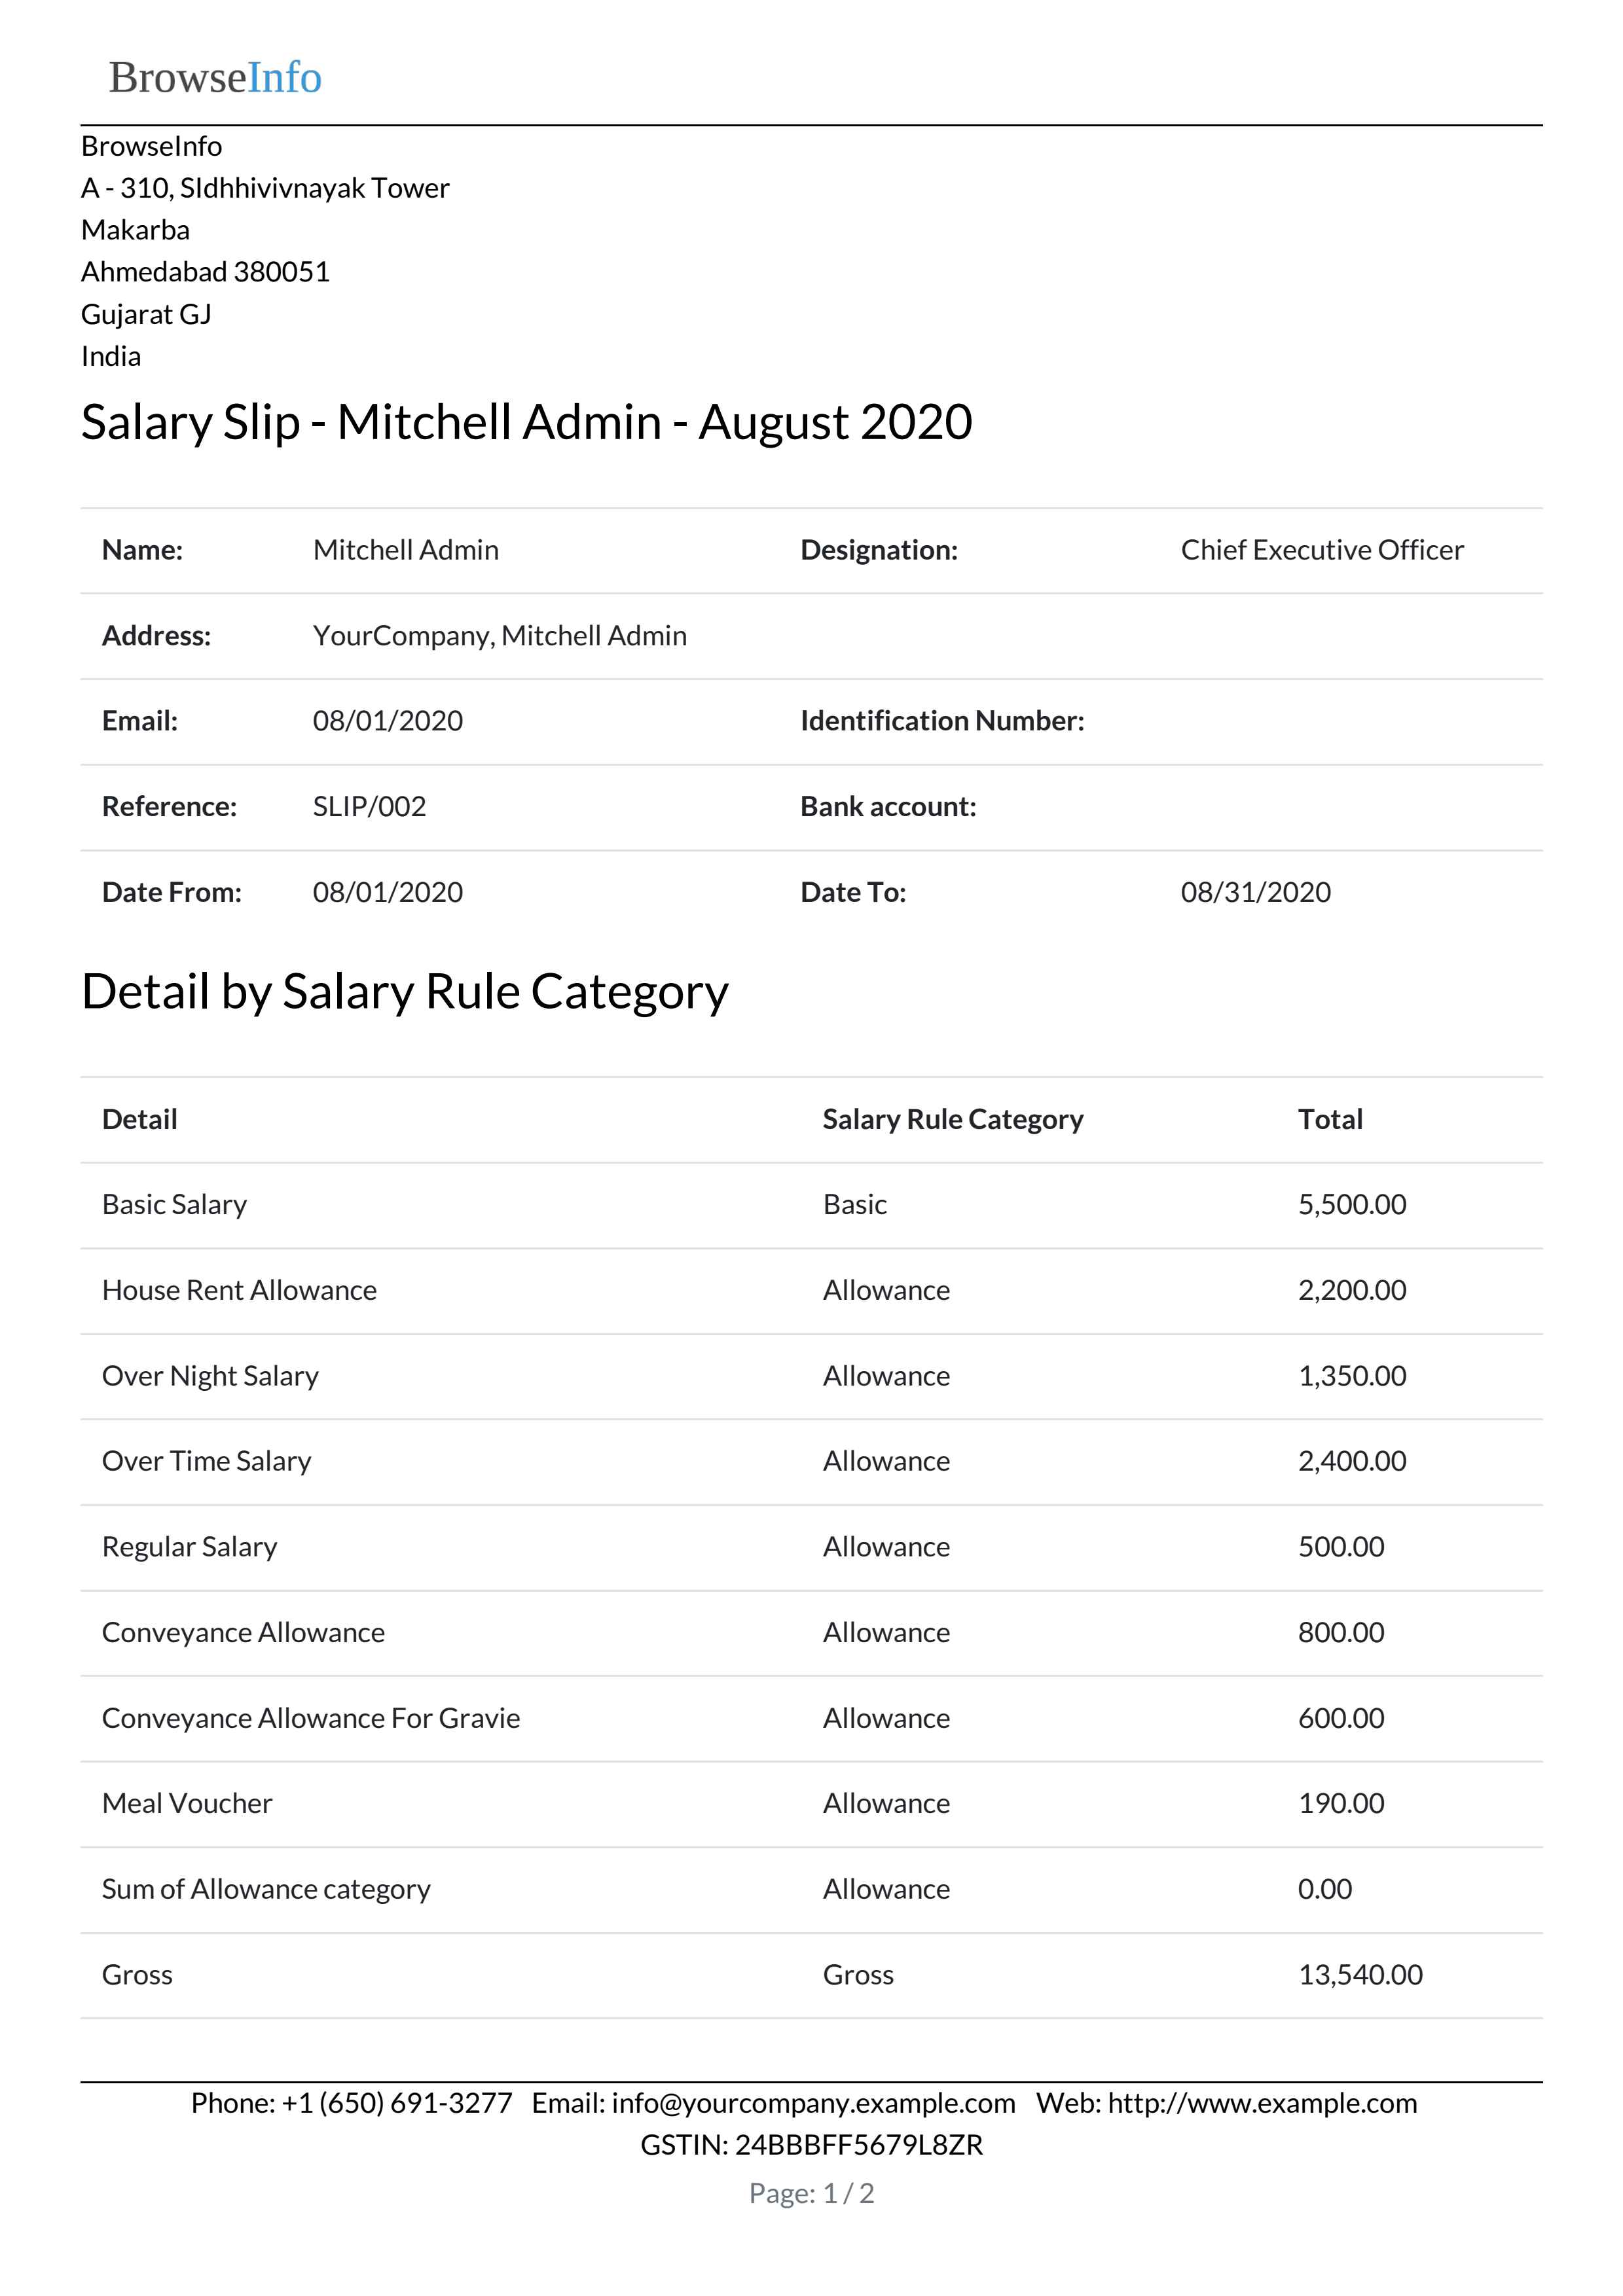 BrowseInfo
BrowseInfo
A - 310, SIdhhivivnayak Tower
Makarba
Ahmedabad 380051
Gujarat GJ
India
Salary Slip - Mitchell Admin - August 2020
Name: Mitchell Admin Designation: Chief Executive Officer
Address: YourCompany, Mitchell Admin
Email: 08/01/2020 Identification Number:
Reference: SLIP/002 Bank account:
Date From: 08/01/2020 Date To: 08/31/2020
Detail by Salary Rule Category
Detail Salary Rule Category Total
Basic Salary Basic 5,500.00
House Rent Allowance Allowance 2,200.00
Over Night Salary Allowance 1,350.00
Over Time Salary Allowance 2,400.00
Regular Salary Allowance 500.00
Conveyance Allowance Allowance 800.00
Conveyance Allowance For Gravie Allowance 600.00
Meal Voucher Allowance 190.00
Sum of Allowance category Allowance 0.00
Gross Gross 13,540.00
Phone: +1 (650) 691-3277 Email: info@yourcompany.example.com Web: http://www.example.com
GSTIN: 24BBBFF5679L8ZR
Page: 1 / 2